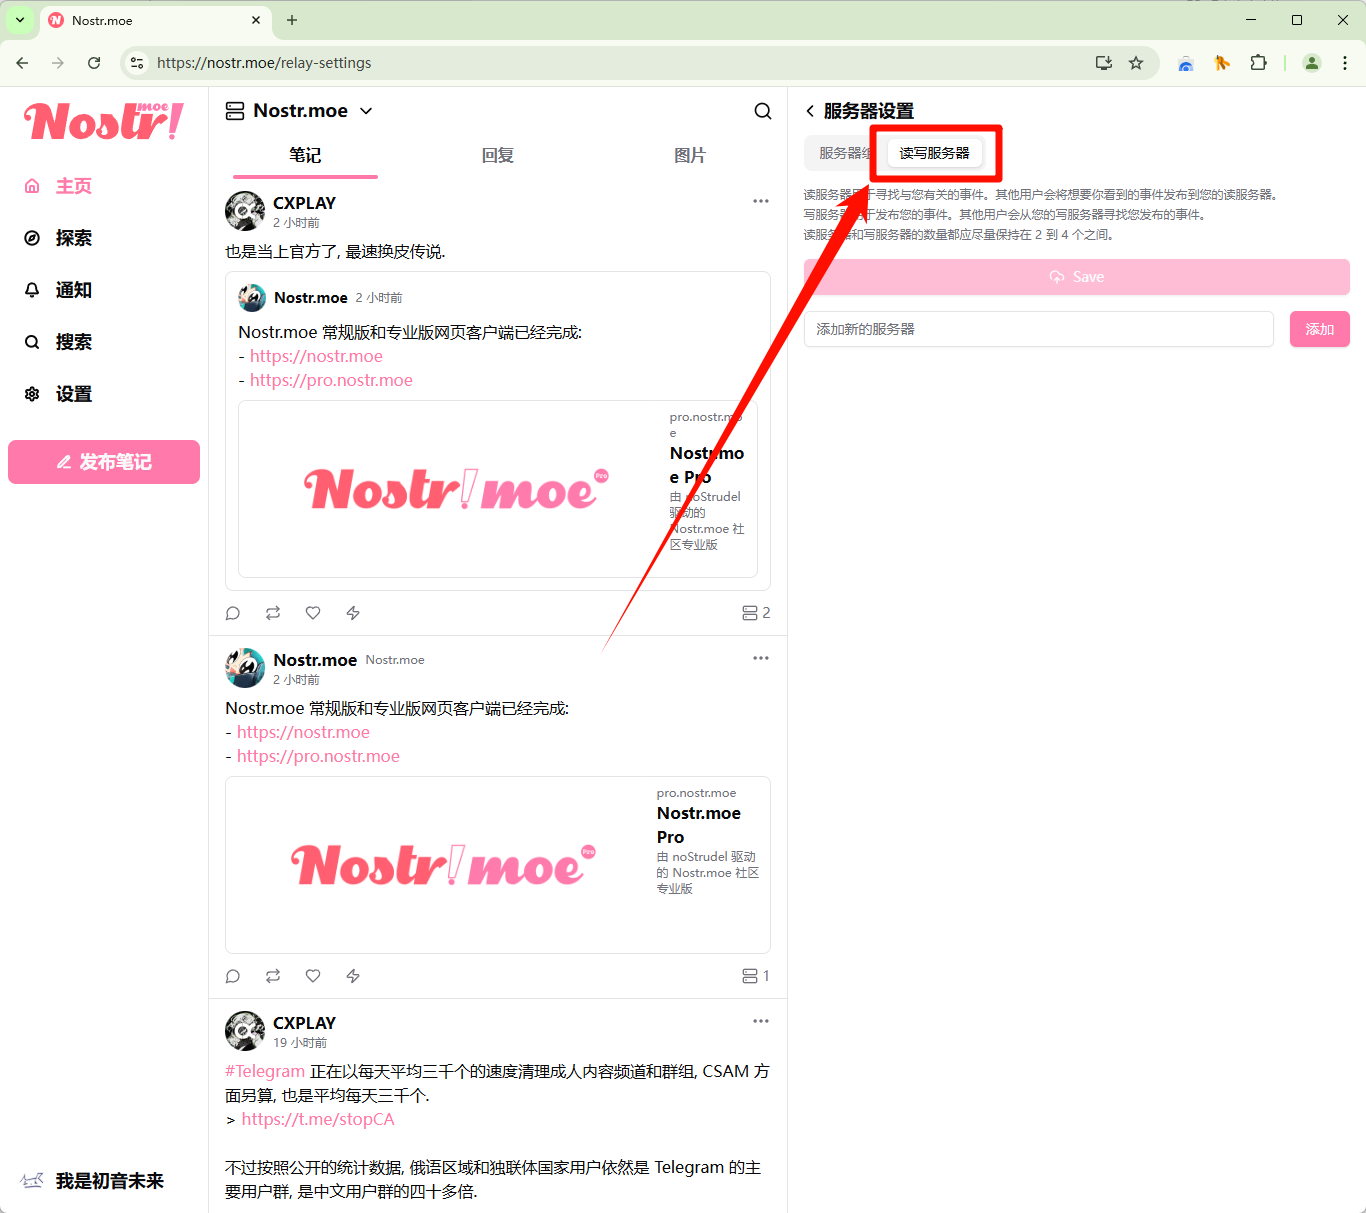 Nostr.moe
https://nostr.moe/relay-settings
Nostr!moe
主页
探索
通知
搜索
设置
发布笔记
我是初音未来
Nostr.moe
笔记
回复
图片
CXPLAY
2 小时前
也是当上官方了, 最速换皮传说.
Nostr.moe 2 小时前
Nostr.moe 常规版和专业版网页客户端已经完成:
- https://nostr.moe
- https://pro.nostr.moe
Nostr!moe Pro
pro.nostr.mo
e
Nostr.mo
e Pro
由 noStrudel
驱动的
Nostr.moe 社
区专业版
2
Nostr.moe Nostr.moe
2 小时前
Nostr.moe 常规版和专业版网页客户端已经完成:
- https://nostr.moe
- https://pro.nostr.moe
Nostr!moe Pro
pro.nostr.moe
Nostr.moe
Pro
由 noStrudel 驱动
的 Nostr.moe 社区
专业版
1
CXPLAY
19 小时前
#Telegram 正在以每天平均三千个的速度清理成人内容频道和群组, CSAM 方
面另算, 也是平均每天三千个.
> https://t.me/stopCA
不过按照公开的统计数据, 俄语区域和独联体国家用户依然是 Telegram 的主
要用户群, 是中文用户群的四十多倍.
服务器设置
服务器组
读写服务器
读服务器用于寻找与您有关的事件。其他用户会将想要你看到的事件发布到您的读服务器。
写服务器用于发布您的事件。其他用户会从您的写服务器寻找您发布的事件。
读服务器和写服务器的数量都应尽量保持在 2 到 4 个之间。
Save
添加新的服务器
添加